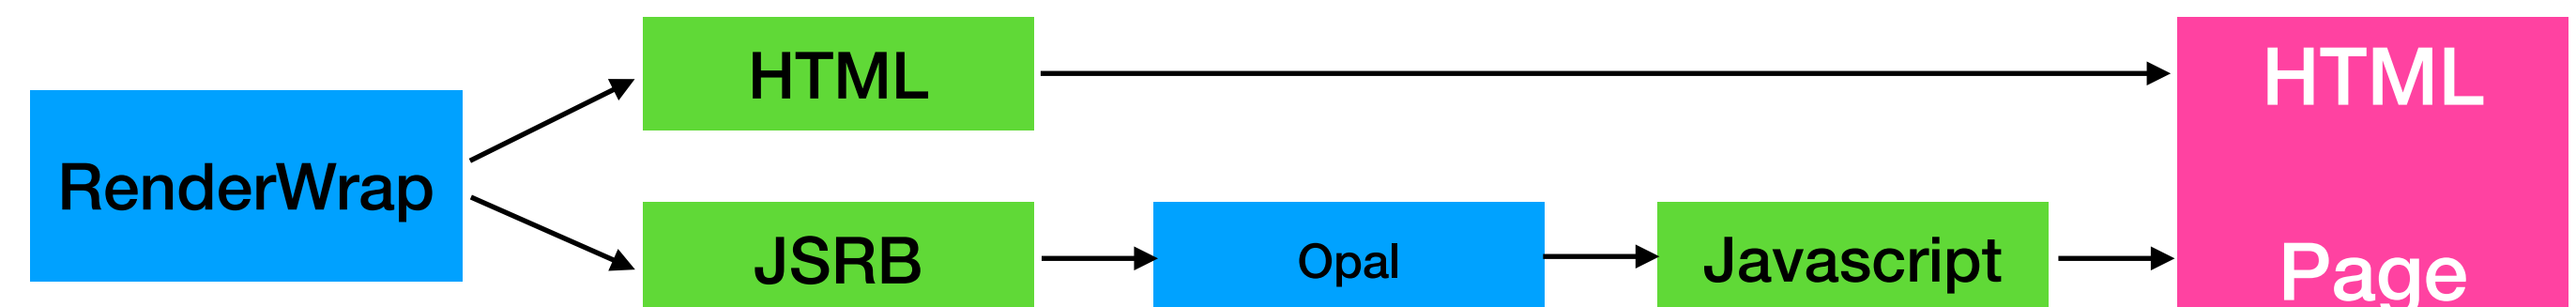 RenderWrap
HTML
JSRB
Opal
Javascript
HTML
Page